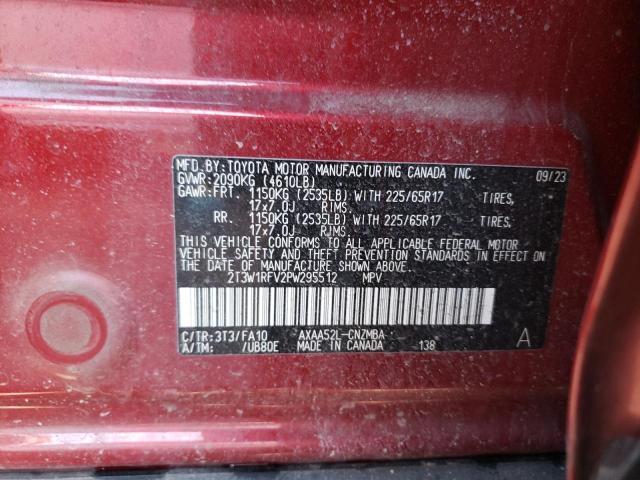 MFD.BY:TOYOTA MOTOR MANUFACTURING CANADA INC. 09/23
GVWR:2090KG (4610LB)
GAWR:FRT. 1150KG (2535LB) WITH 225/65R17 TIRES,
17x7.0J RIMS.
RR. 1150KG (2535LB) WITH 225/65R17 TIRES,
17x7.0J RIMS.
THIS VEHICLE CONFORMS TO ALL APPLICABLE FEDERAL MOTOR
VEHICLE SAFETY AND THEFT PREVENTION STANDARDS IN EFFECT ON
THE DATE OF MANUFACTURE SHOWN ABOVE.
2T3W1RFV2PW295512 MPV
C/TR:3T3/FA10 AXAA52L-CNZMBA A
A/TM: /UB80E MADE IN CANADA 138